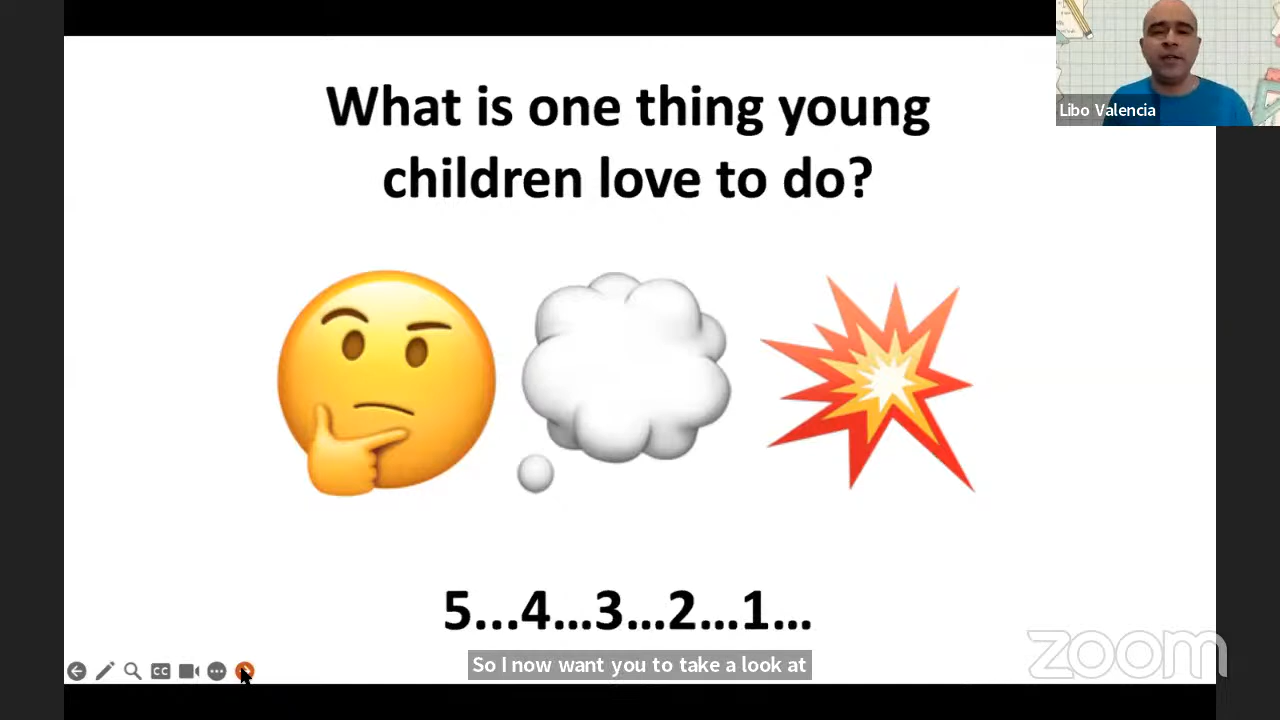 What is one thing young
children love to do?
Libo Valencia
5...4...3...2...1...
CC
So I now want you to take a look at
zoom